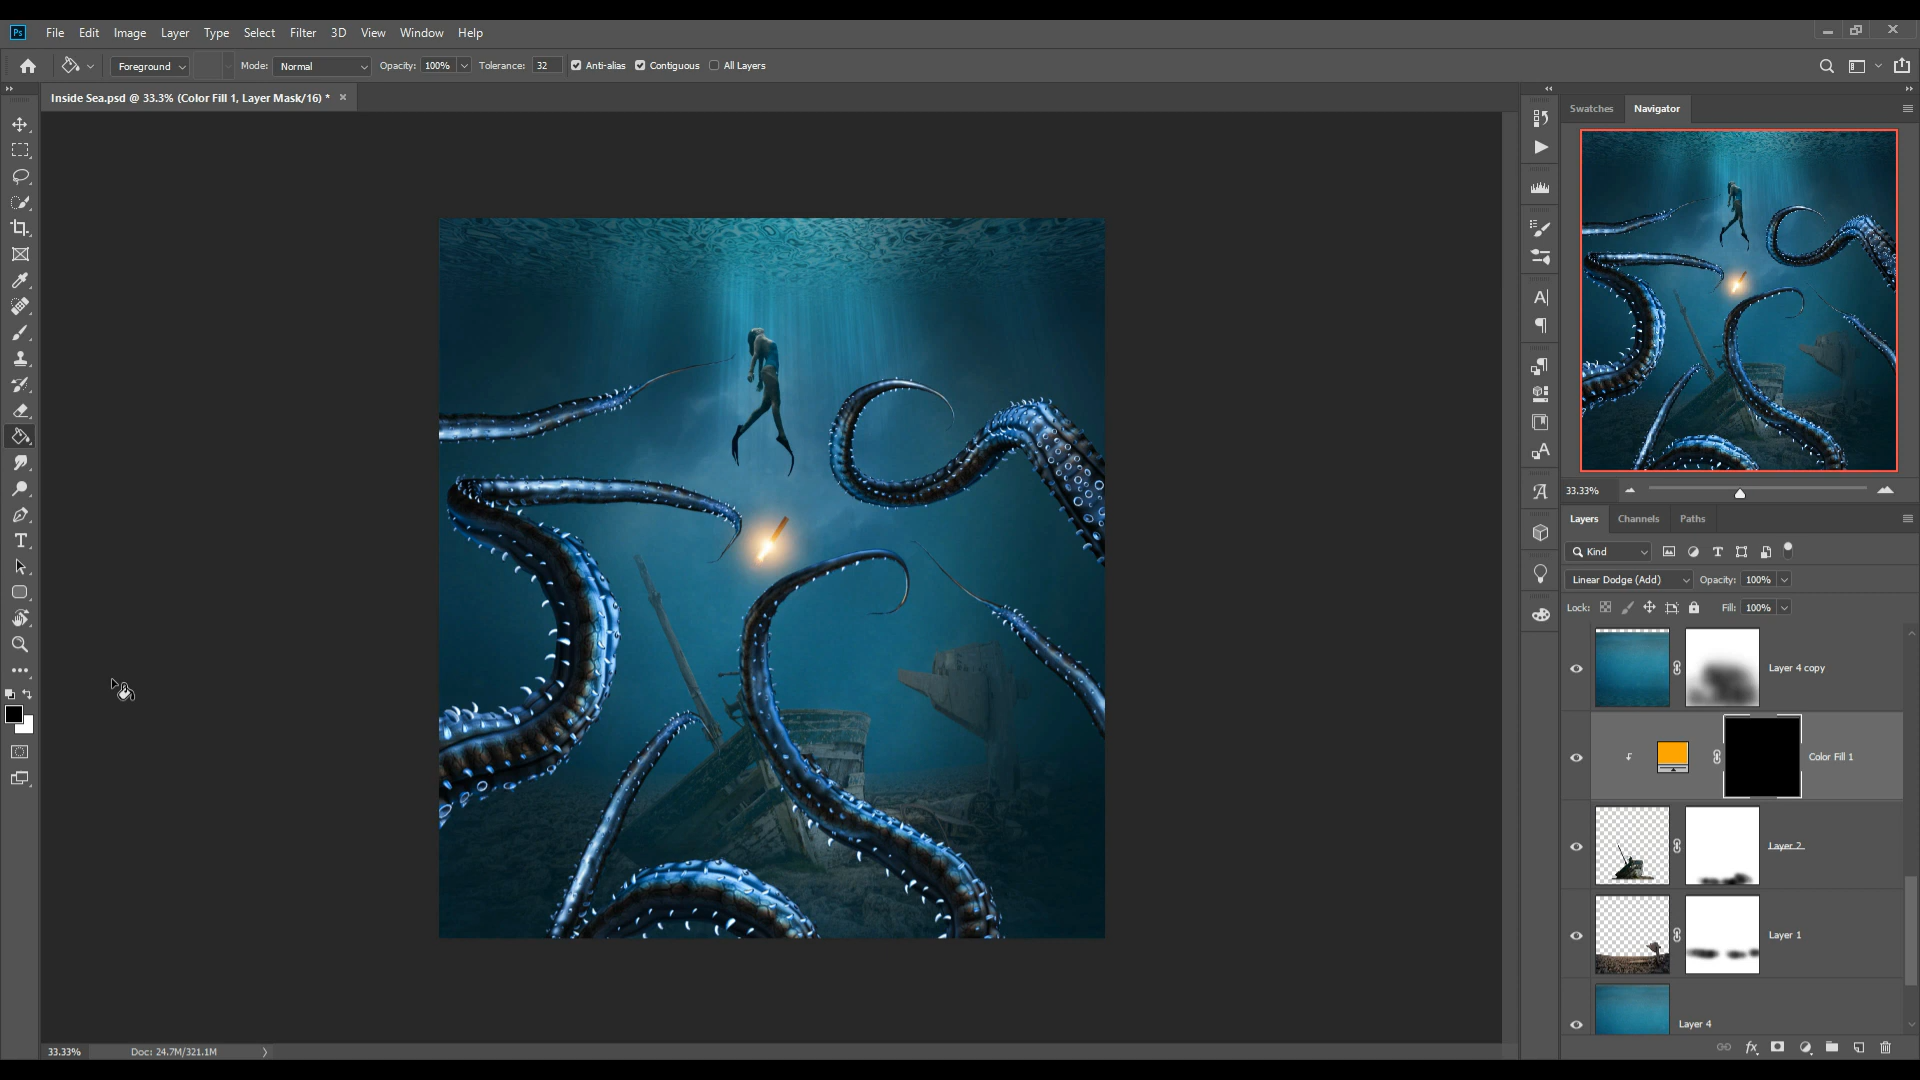 Ps File Edit Image Layer Type Select Filter 3D View Window Help
Foreground Mode: Normal Opacity: 100% Tolerance: 32 Anti-alias Contiguous All Layers
Inside Sea.psd @ 33.3% (Color Fill 1, Layer Mask/16) * ×
Swatches Navigator
33.33%
Layers Channels Paths
Kind
Linear Dodge (Add) Opacity: 100%
Lock: Fill: 100%
Layer 4 copy
Color Fill 1
Layer 2
Layer 1
Layer 4
33.33% Doc: 24.7M/321.1M